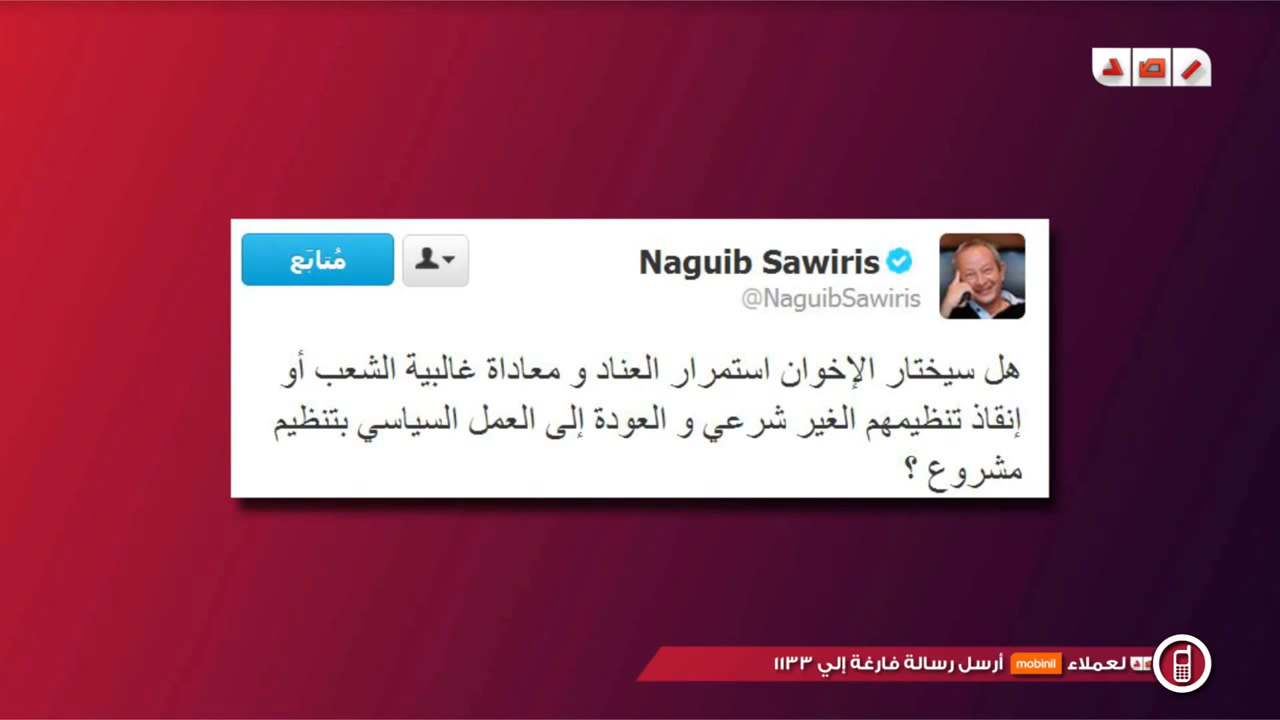 رصد
مُتابَع
Naguib Sawiris
@NaguibSawiris
هل سيختار الإخوان استمرار العناد و معاداة غالبية الشعب أو
إنقاذ تنظيمهم الغير شرعي و العودة إلى العمل السياسي بتنظيم
مشروع ؟
لعملاء mobinil أرسل رسالة فارغة إلي ١١٣٣